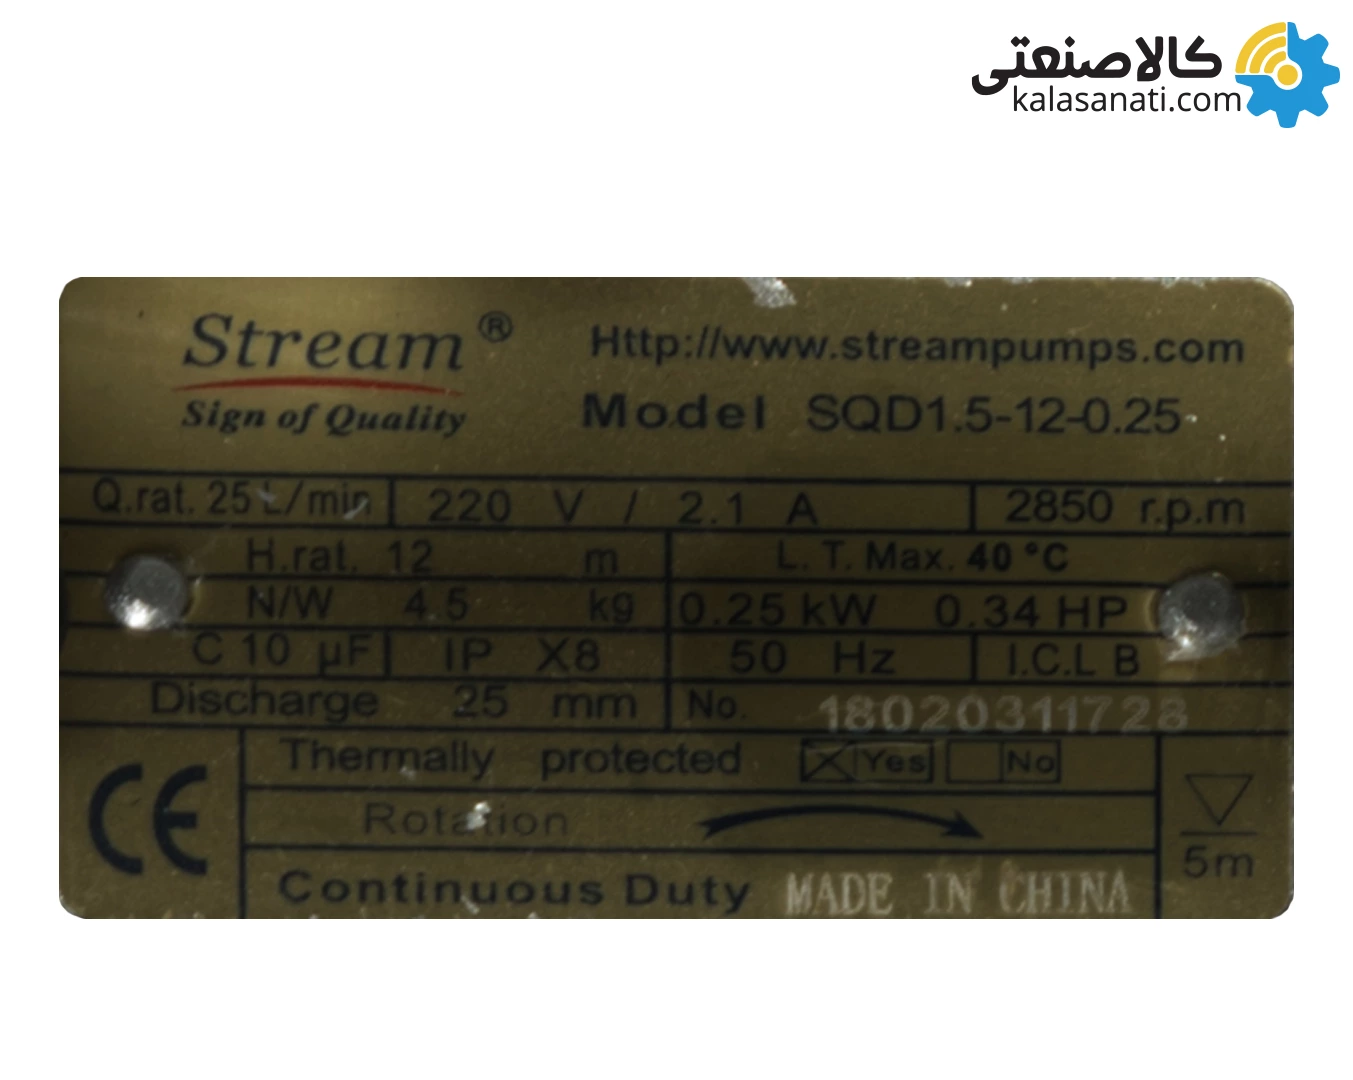 کالاصنعتی
kalasanati.com
Stream®
Sign of Quality
Http://www.streampumps.com
Model SQD1.5-12-0.25
Q.rat. 25 L/min 220 V / 2.1 A 2850 r.p.m
H.rat. 12 m L. T. Max. 40 °C
N/W 4.5 kg 0.25 kW 0.34 HP
C 10 µF IP X8 50 Hz I.C.L B
Discharge 25 mm No. 18020311728
Thermally protected Yes No
Rotation
CE
5m
Continuous Duty MADE IN CHINA